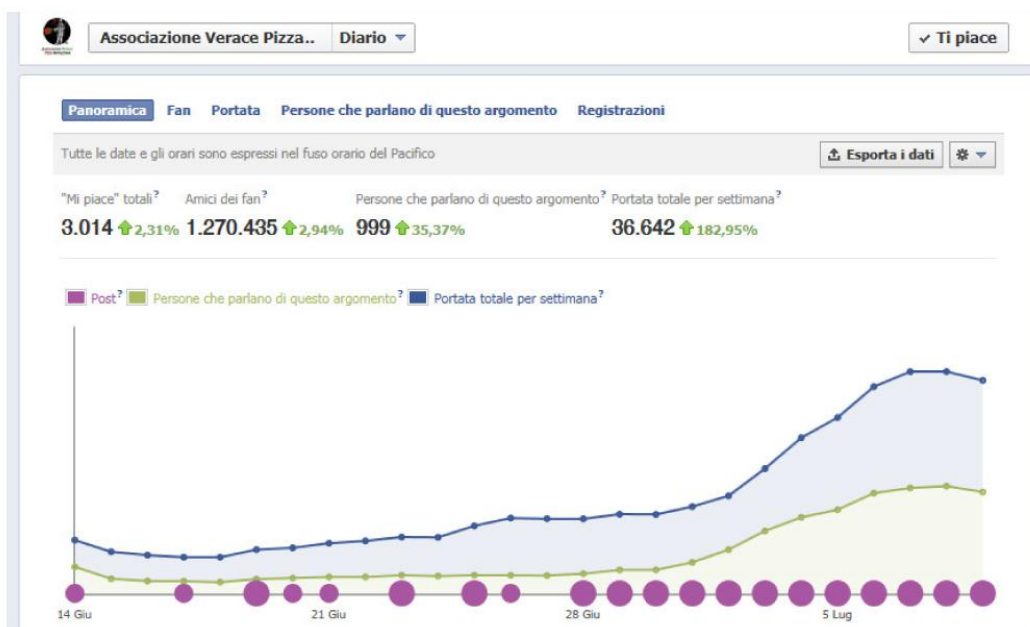 Associazione Verace Pizza.. Diario
✓ Ti piace
Panoramica Fan Portata Persone che parlano di questo argomento Registrazioni
Tutte le date e gli orari sono espressi nel fuso orario del Pacifico
Esporta i dati
"Mi piace" totali? Amici dei fan? Persone che parlano di questo argomento? Portata totale per settimana?
3.014 2,31% 1.270.435 2,94% 999 35,37% 36.642 182,95%
Post? Persone che parlano di questo argomento? Portata totale per settimana?
14 Giu 21 Giu 28 Giu 5 Lug